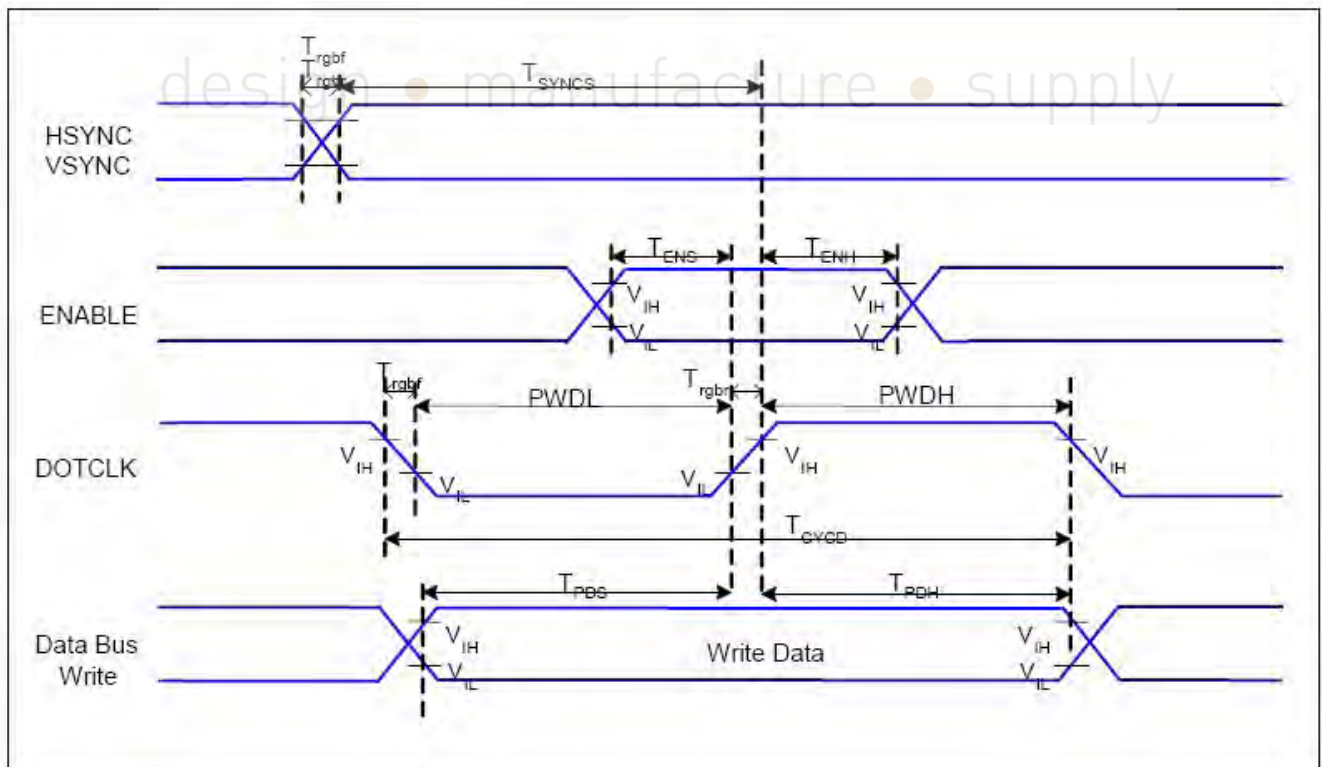 design • manufacture • supply
Trgbf
Trgbr
TSYNCS
HSYNC
VSYNC
TENS
TENH
VIH
VIH
ENABLE
VIL
VIL
Trgbf
PWDL
Trgbr
PWDH
DOTCLK
VIH
VIL
VIL
VIH
VIH
TCYCD
TPDS
TPDH
Data Bus
Write
VIH
VIL
Write Data
VIH
VIL